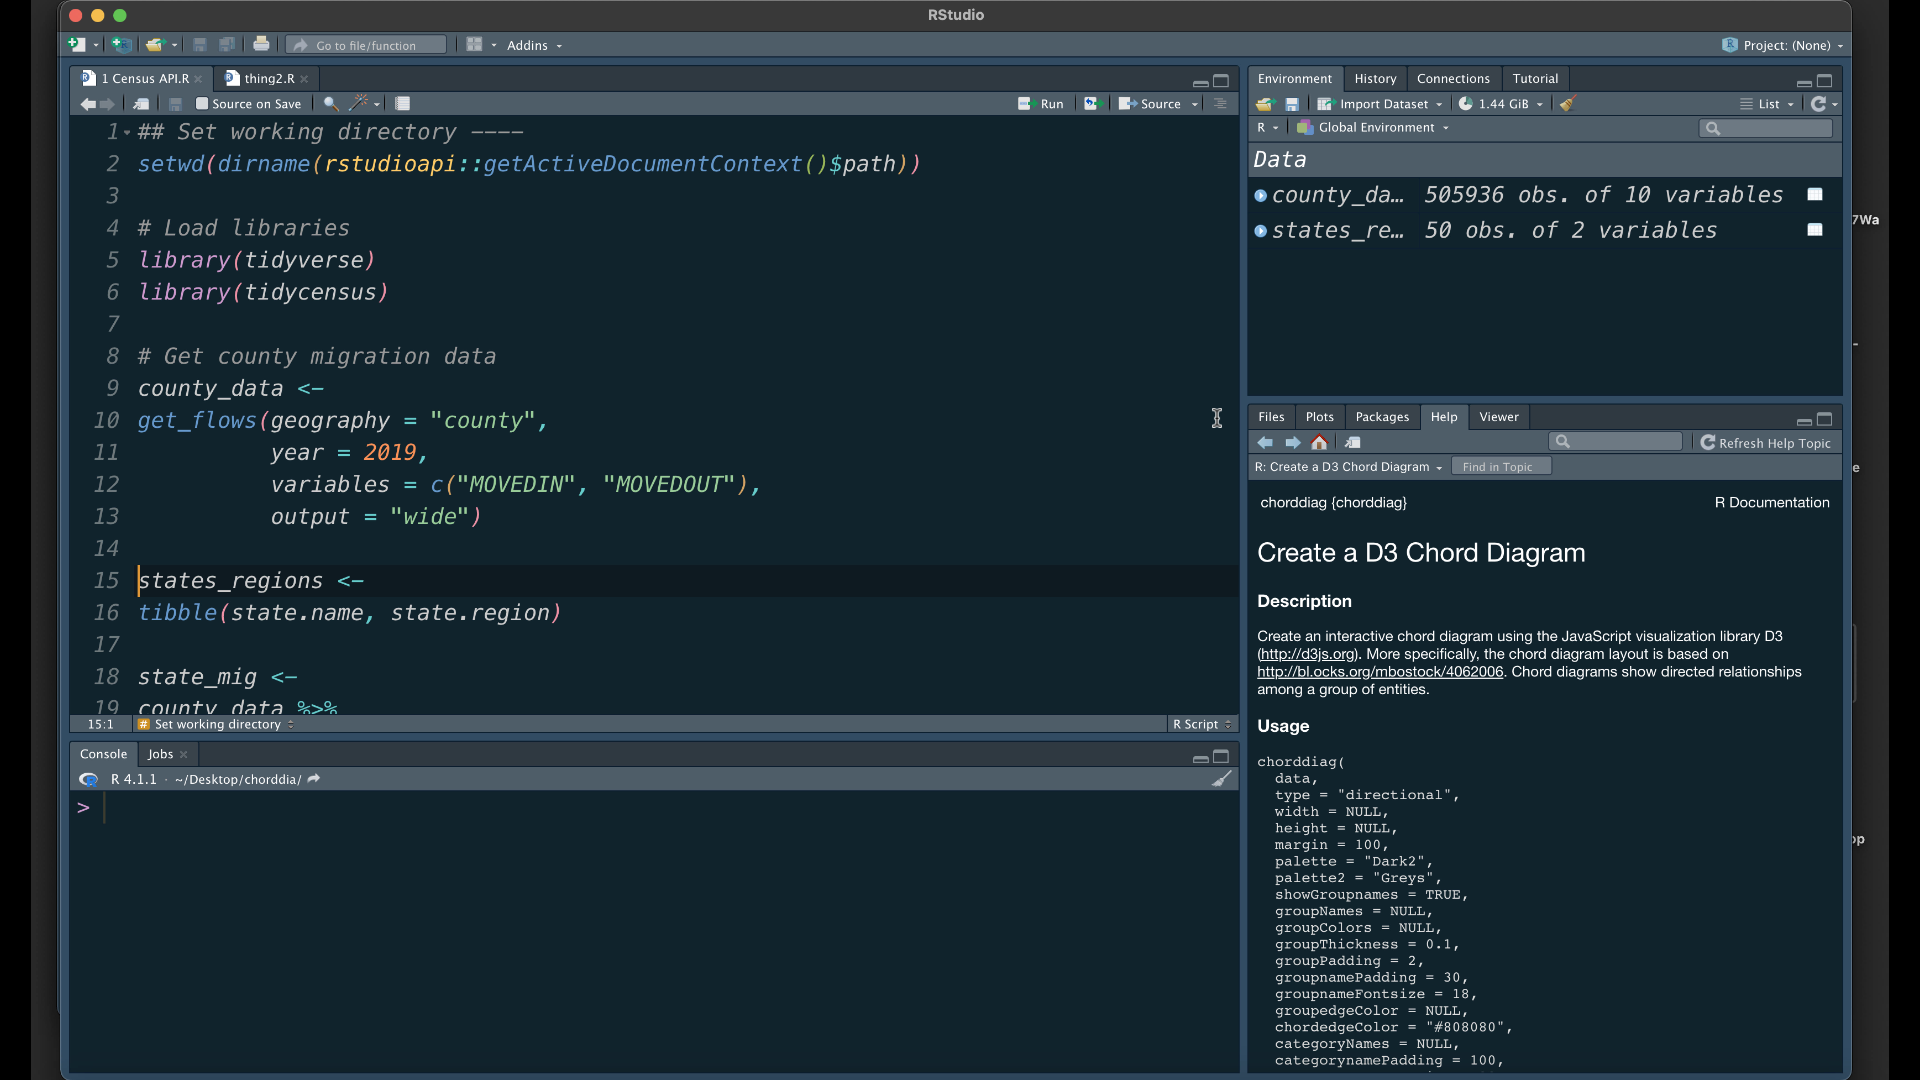 RStudio
Go to file/function
Addins
Project: (None)
1 Census API.R
thing2.R
Source on Save
Run
Source
1 ## Set working directory ----
2 setwd(dirname(rstudioapi::getActiveDocumentContext()$path))
3
4 # Load libraries
5 library(tidyverse)
6 library(tidycensus)
7
8 # Get county migration data
9 county_data <-
10 get_flows(geography = "county",
11 year = 2019,
12 variables = c("MOVEDIN", "MOVEDOUT"),
13 output = "wide")
14
15 states_regions <-
16 tibble(state.name, state.region)
17
18 state_mig <-
19 county_data %>%
15:1
# Set working directory
R Script
Console
Jobs
R 4.1.1 · ~/Desktop/chorddia/
>
Environment
History
Connections
Tutorial
Import Dataset
1.44 GiB
List
R
Global Environment
Data
county_da… 505936 obs. of 10 variables
states_re… 50 obs. of 2 variables
Files
Plots
Packages
Help
Viewer
Refresh Help Topic
R: Create a D3 Chord Diagram
Find in Topic
chorddiag {chorddiag}
R Documentation
Create a D3 Chord Diagram
Description
Create an interactive chord diagram using the JavaScript visualization library D3
(http://d3js.org). More specifically, the chord diagram layout is based on
http://bl.ocks.org/mbostock/4062006. Chord diagrams show directed relationships
among a group of entities.
Usage
chorddiag(
data,
type = "directional",
width = NULL,
height = NULL,
margin = 100,
palette = "Dark2",
palette2 = "Greys",
showGroupnames = TRUE,
groupNames = NULL,
groupColors = NULL,
groupThickness = 0.1,
groupPadding = 2,
groupnamePadding = 30,
groupnameFontsize = 18,
groupedgeColor = NULL,
chordedgeColor = "#808080",
categoryNames = NULL,
categorynamePadding = 100,
7Wa
e
op